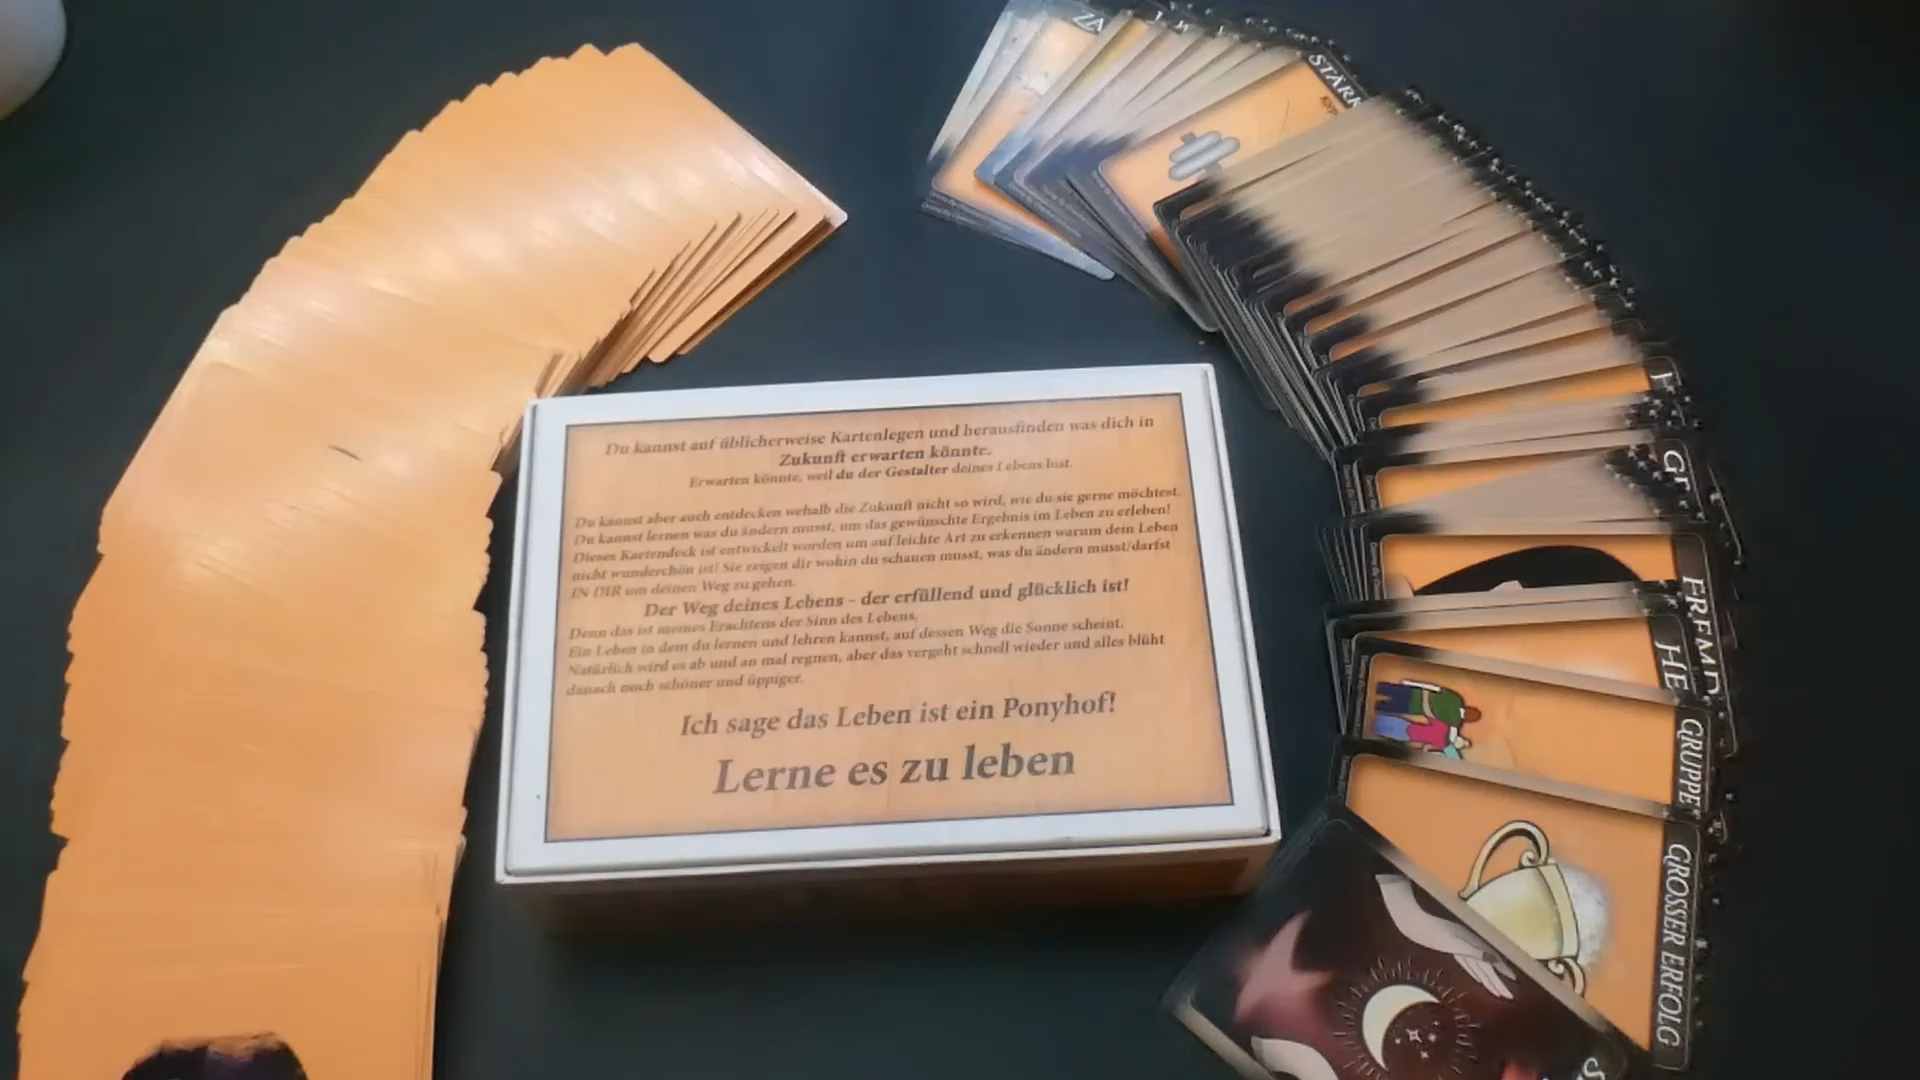 STÄRK
GR
FREMD
HE
GRUPPE
GROSSER ERFOLG
Du kannst auf üblicherweise Kartenlegen und herausfinden was dich in
Zukunft erwarten könnte.
Erwarten könnte, weil du der Gestalter deines Lebens bist.
Du kannst aber auch entdecken wehalb die Zukunft nicht so wird, wie du sie gerne möchtest.
Du kannst lernen was du ändern musst, um das gewünschte Ergebnis im Leben zu erleben!
Dieses Kartendeck ist entwickelt worden um auf leichte Art zu erkennen warum dein Leben
nicht wunderchön ist! Sie zeigen dir wohin du schauen musst, was du ändern musst/darfst
IN DIR um deinen Weg zu gehen.
Der Weg deines Lebens - der erfüllend und glücklich ist!
Denn das ist meines Erachtens der Sinn des Lebens,
Ein Leben in dem du lernen und lehren kannst, auf dessen Weg die Sonne scheint.
Natürlich wird es ab und an mal regnen, aber das vergeht schnell wieder und alles blüht
danach noch schöner und üppiger.
Ich sage das Leben ist ein Ponyhof!
Lerne es zu leben